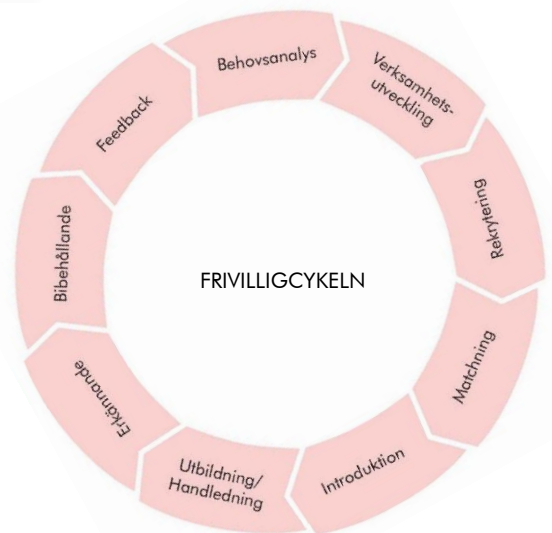 Behovsanalys
Verksamhets-
utveckling
Rekrytering
Matchning
Introduktion
Utbildning/
Handledning
Erkännande
Bibehållande
Feedback
FRIVILLIGCYKELN